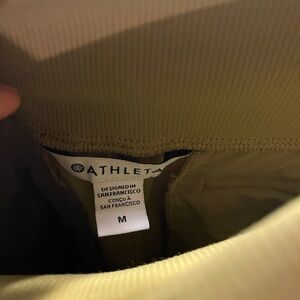 ATHLETA
DESIGNED IN
SAN FRANCISCO
CONÇU À
SAN FRANCISCO
M